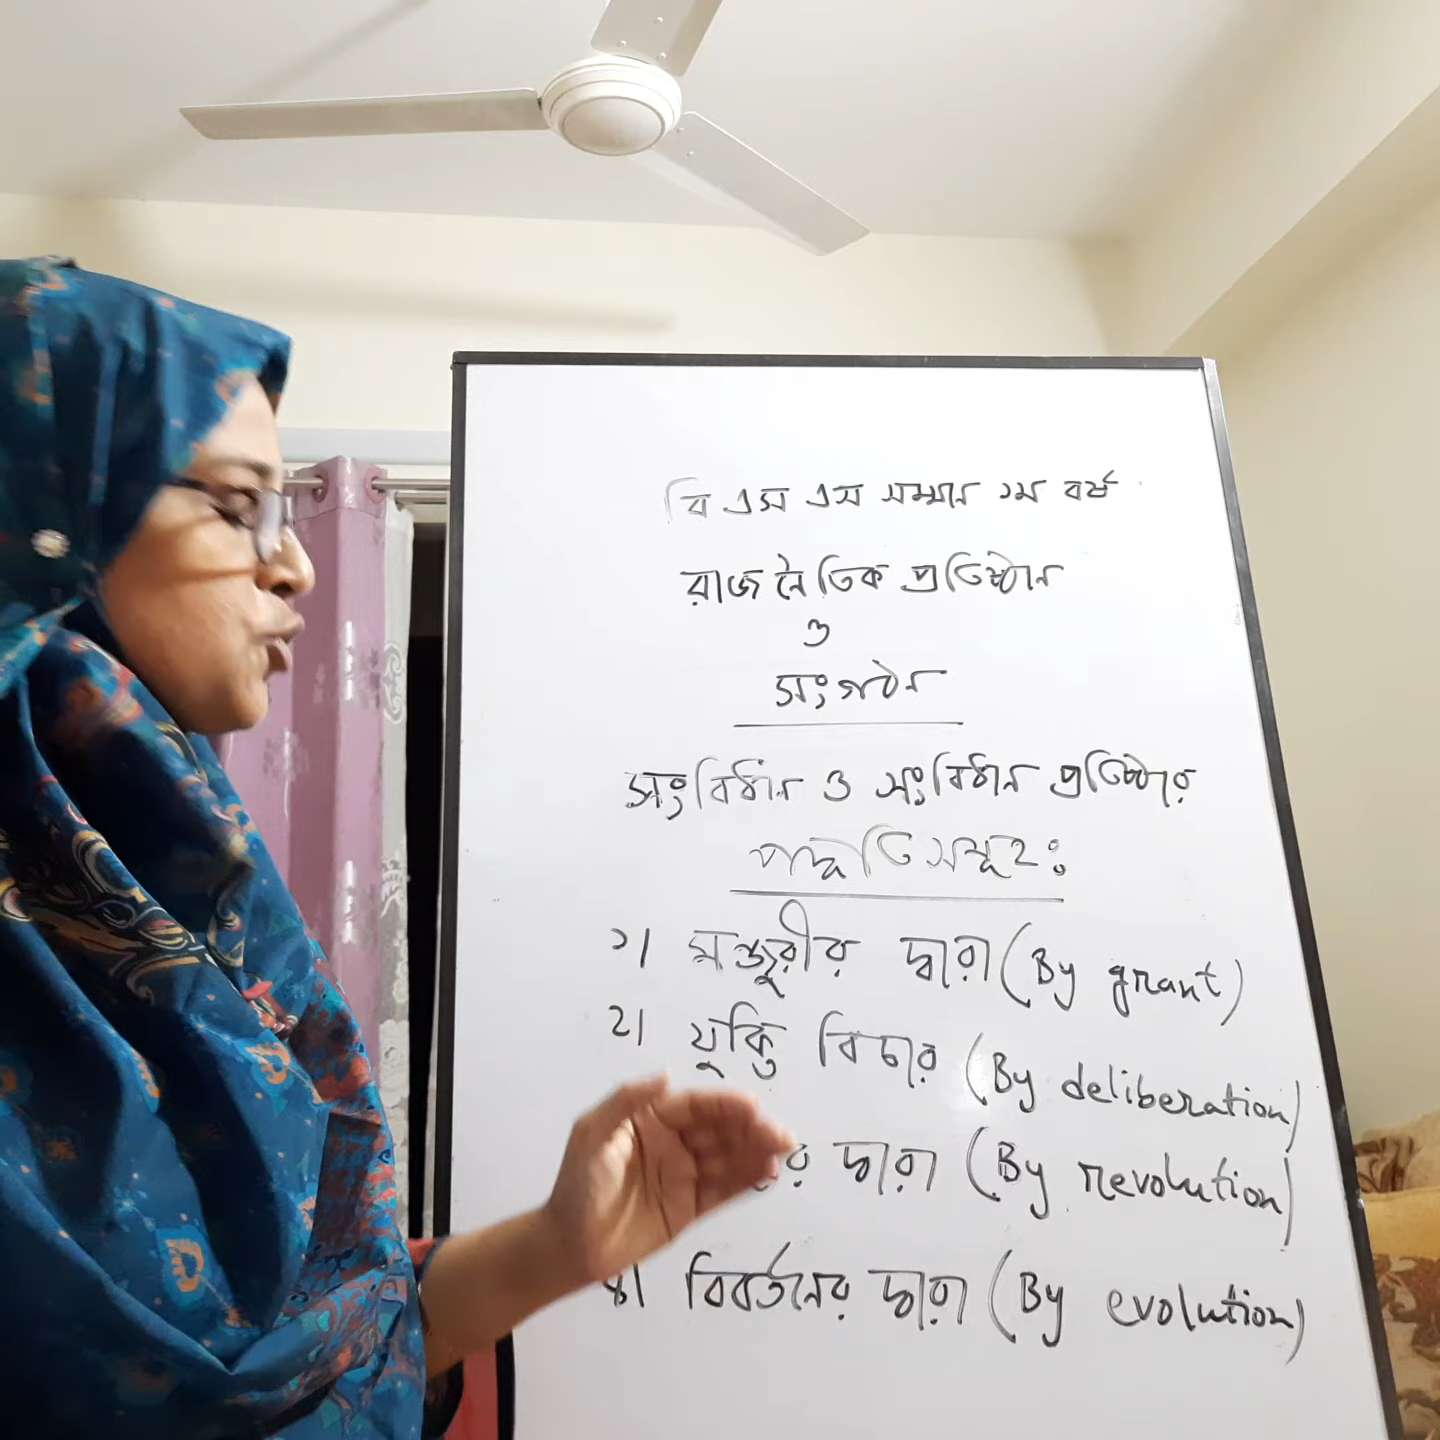 বি এস এস সম্মান ১ম বর্ষ
রাজনৈতিক প্রতিষ্ঠান
ও
সংগঠন
সংবিধান ও সংবিধান প্রতিষ্ঠার
পদ্ধতিসমূহঃ
১। মঞ্জুরীর দ্বারা (By grant)
২। যুক্তি বিচার (By deliberation)
দ্বারা (By revolution)
৪। বিবর্তনের দ্বারা (By evolution)